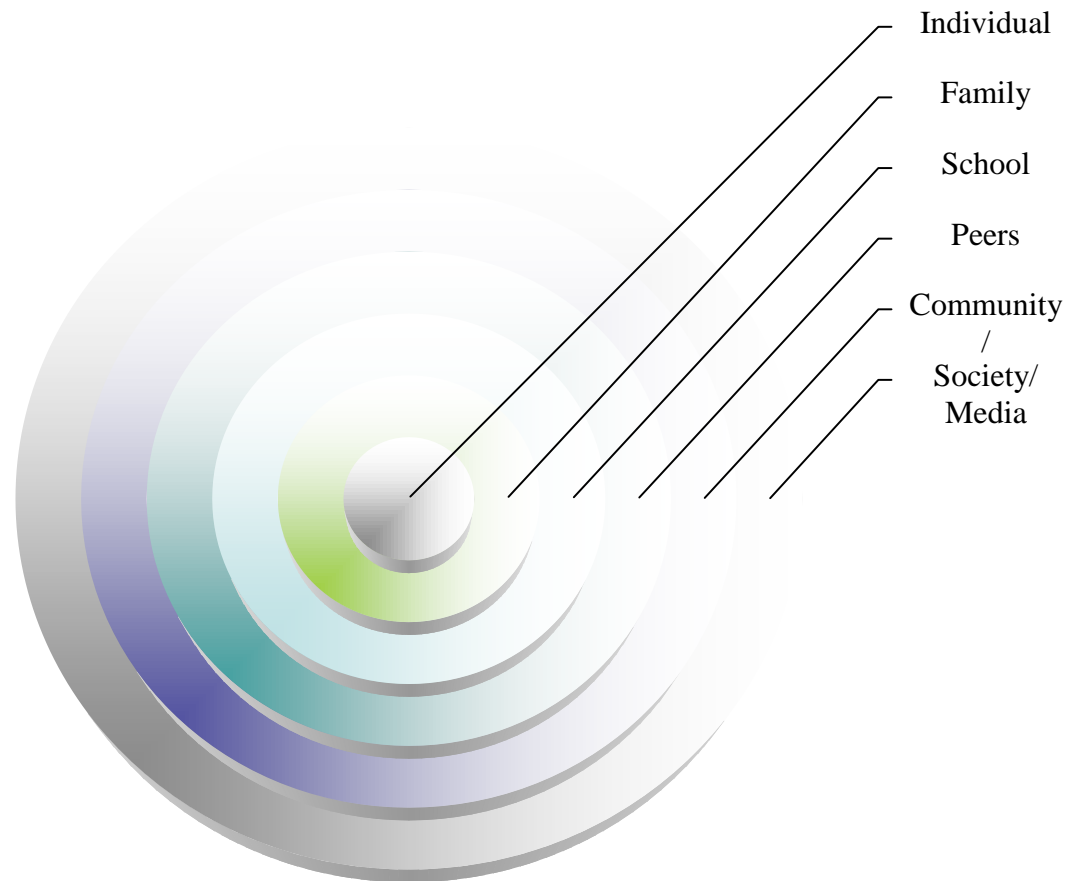 Individual
Family
School
Peers
Community
/
Society/
Media